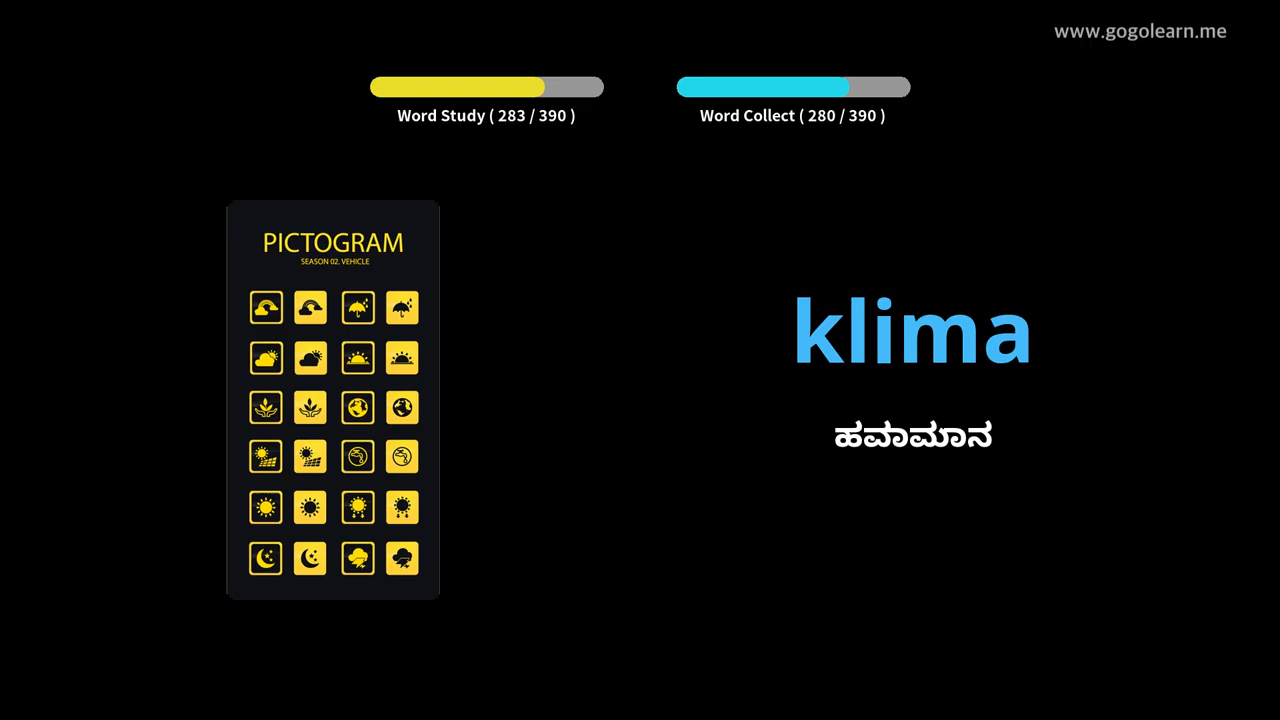 www.gogolearn.me
Word Study ( 283 / 390 )
Word Collect ( 280 / 390 )
PICTOGRAM
SEASON 02. VEHICLE
klima
ಹವಾಮಾನ